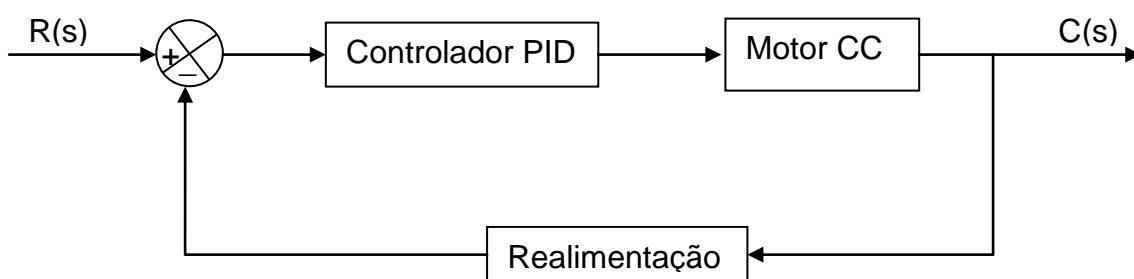 R(s)
+
−
Controlador PID
Motor CC
C(s)
Realimentação